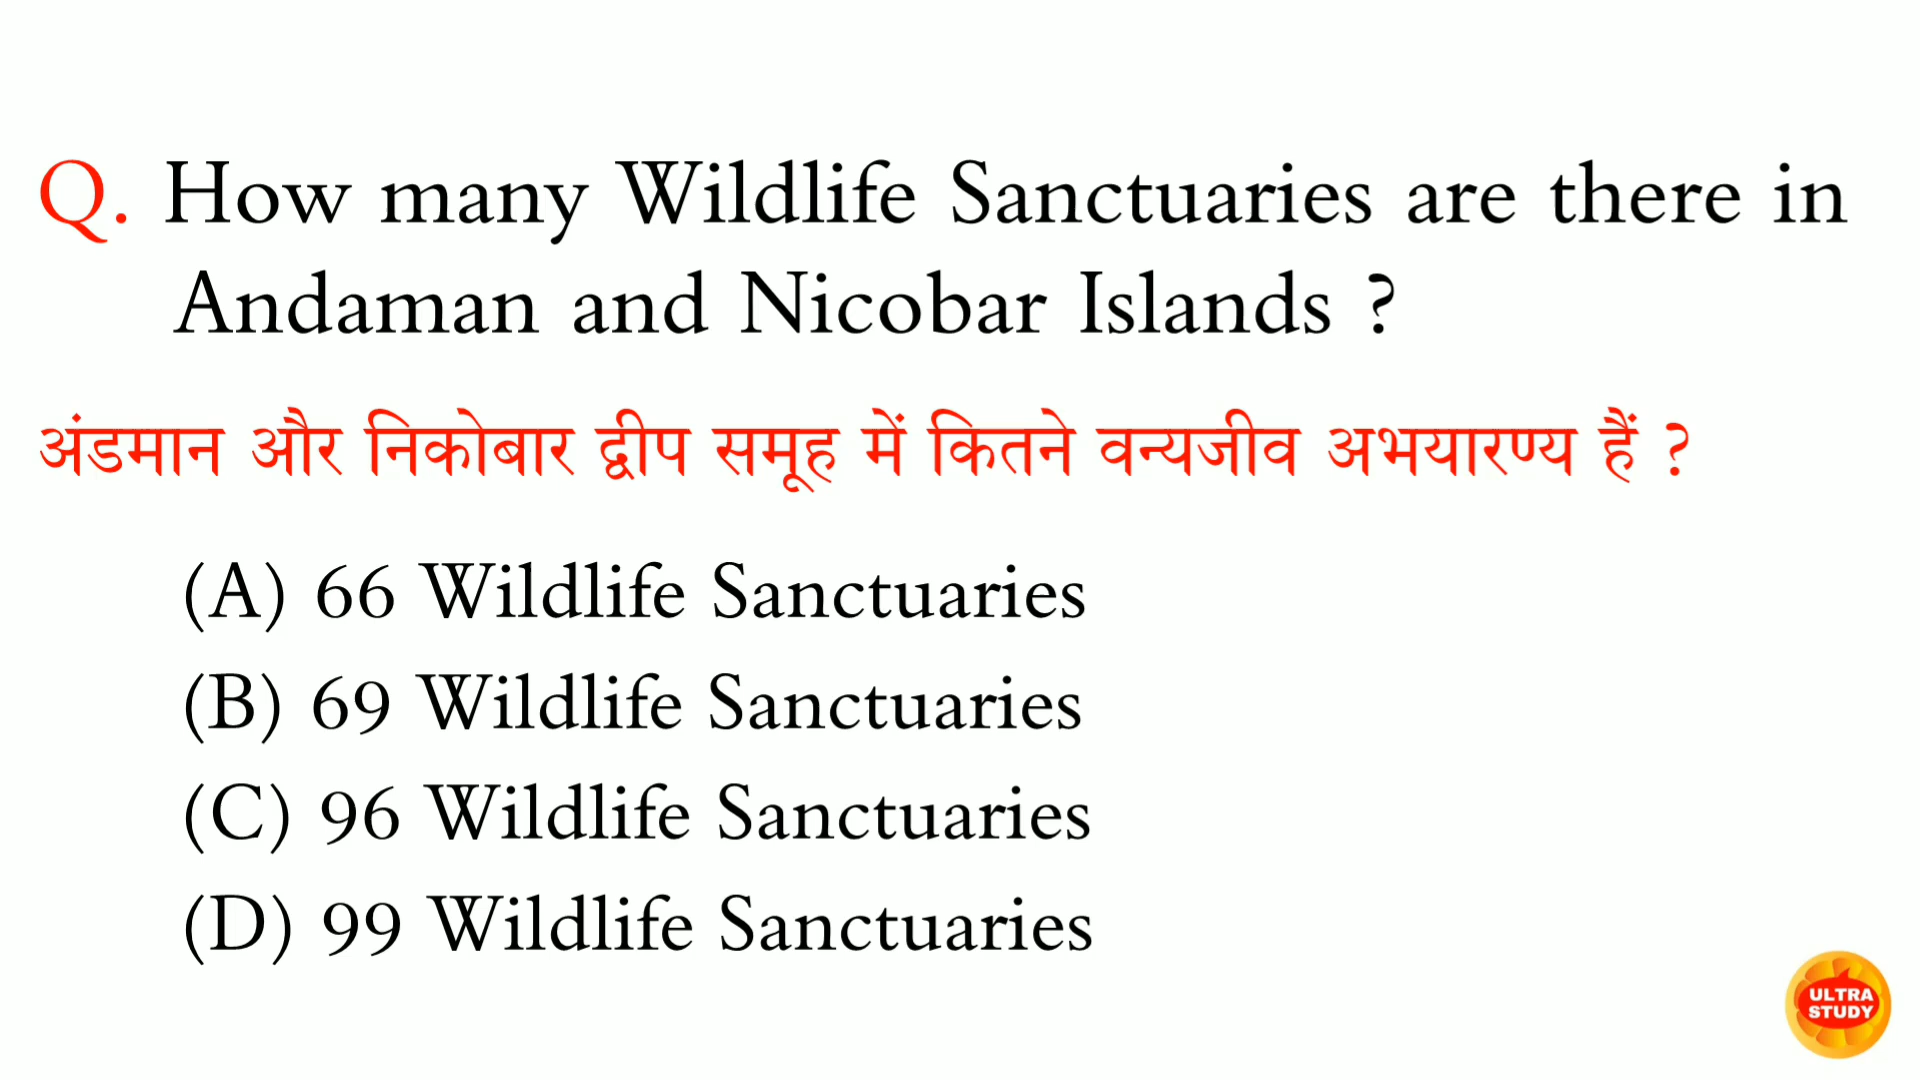 Q. How many Wildlife Sanctuaries are there in
Andaman and Nicobar Islands ?
अंडमान और निकोबार द्वीप समूह में कितने वन्यजीव अभयारण्य हैं ?
(A) 66 Wildlife Sanctuaries
(B) 69 Wildlife Sanctuaries
(C) 96 Wildlife Sanctuaries
(D) 99 Wildlife Sanctuaries
ULTRA
STUDY